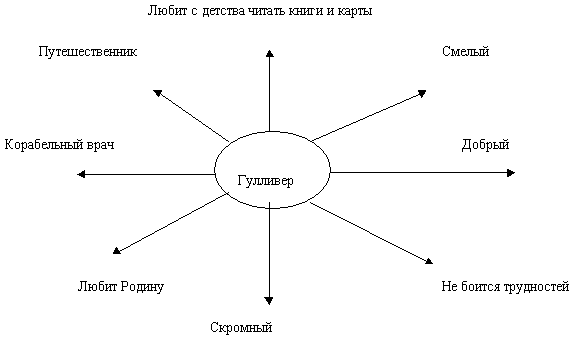 Любит с детства читать книги и карты
Путешественник
Смелый
Корабельный врач
Добрый
Гулливер
Любит Родину
Не боится трудностей
Скромный